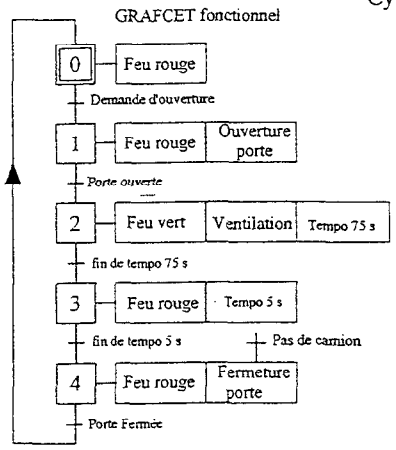 Cy
GRAFCET fonctionnel
0 Feu rouge
Demande d'ouverture
1 Feu rouge Ouverture porte
Porte ouverte
2 Feu vert Ventilation Tempo 75 s
fin de tempo 75 s
3 Feu rouge Tempo 5 s
fin de tempo 5 s Pas de camion
4 Feu rouge Fermeture porte
Porte Fermée